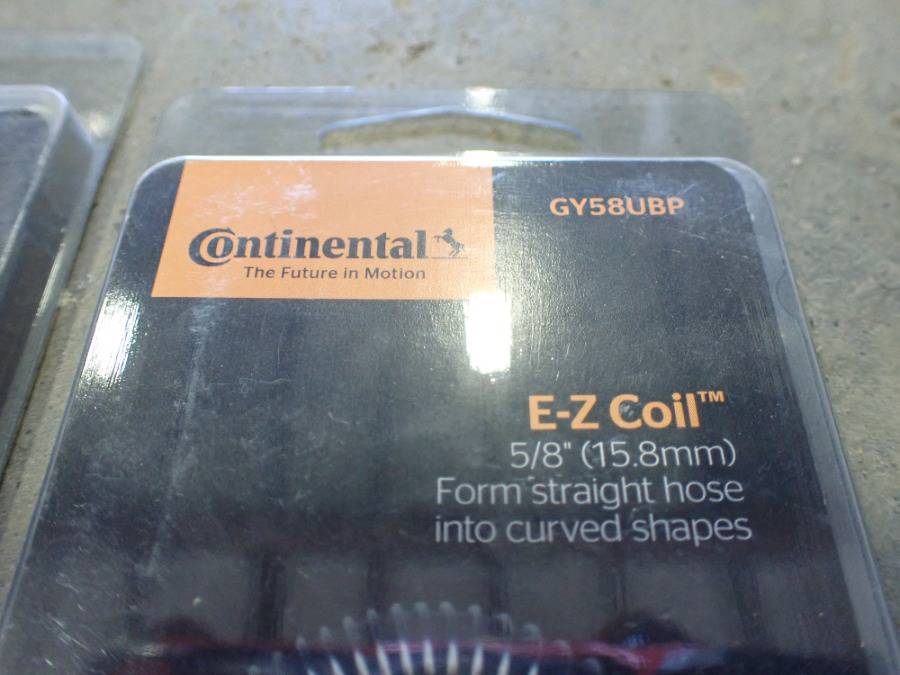 Continental
The Future in Motion
GY58UBP
E-Z Coil™
5/8" (15.8mm)
Form straight hose
into curved shapes